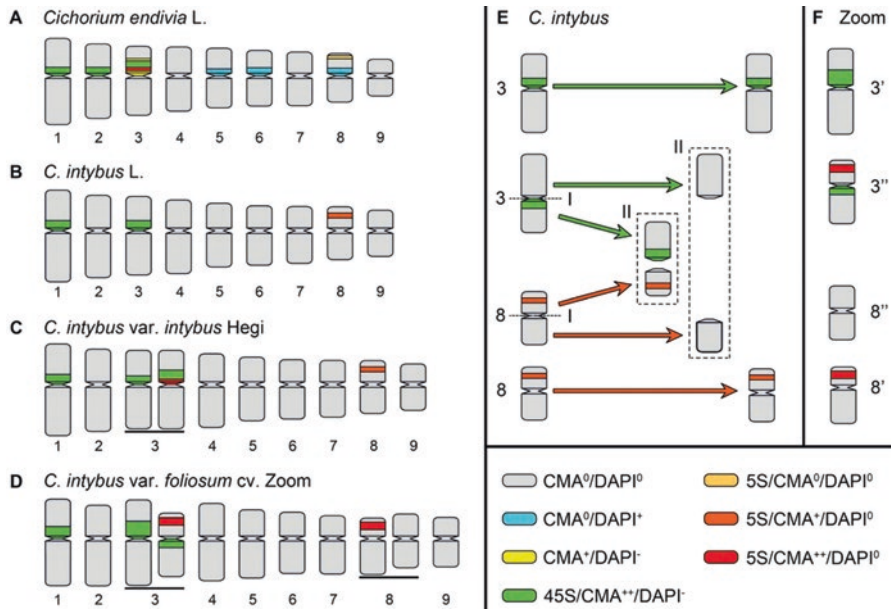 A Cichorium endivia L.
1 2 3 4 5 6 7 8 9
B C. intybus L.
1 2 3 4 5 6 7 8 9
C C. intybus var. intybus Hegi
1 2 3 4 5 6 7 8 9
D C. intybus var. foliosum cv. Zoom
1 2 3 4 5 6 7 8 9
E C. intybus
3
II
3 I
II
8 I
8
F Zoom
3'
3''
8''
8'
CMA⁰/DAPI⁰
CMA⁰/DAPI⁺
CMA⁺/DAPI⁻
45S/CMA⁺⁺/DAPI⁻
5S/CMA⁰/DAPI⁰
5S/CMA⁺/DAPI⁰
5S/CMA⁺⁺/DAPI⁰